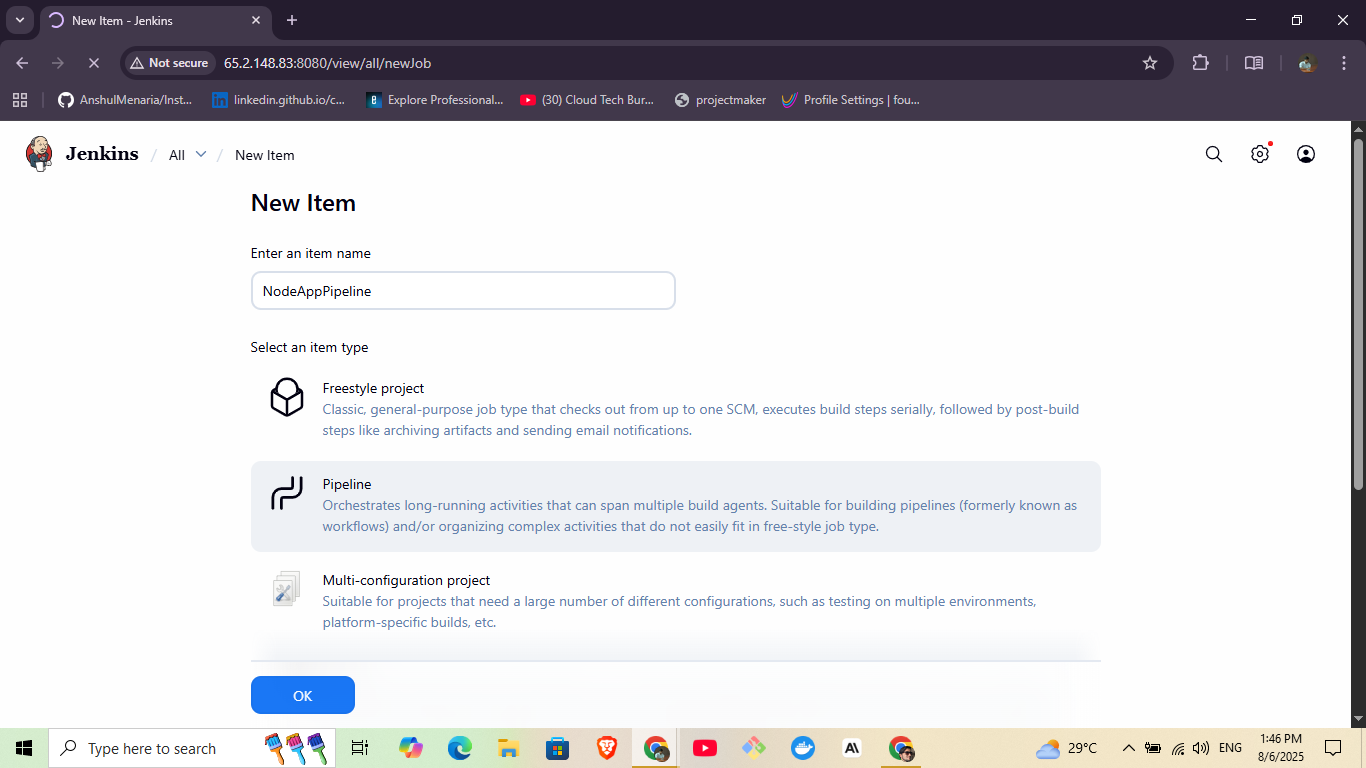 New Item - Jenkins
Not secure 65.2.148.83:8080/view/all/newJob
AnshulMenaria/Inst... linkedin.github.io/c... Explore Professional... (30) Cloud Tech Bur... projectmaker Profile Settings | fou...
Jenkins / All / New Item
New Item
Enter an item name
NodeAppPipeline
Select an item type
Freestyle project
Classic, general-purpose job type that checks out from up to one SCM, executes build steps serially, followed by post-build
steps like archiving artifacts and sending email notifications.
Pipeline
Orchestrates long-running activities that can span multiple build agents. Suitable for building pipelines (formerly known as
workflows) and/or organizing complex activities that do not easily fit in free-style job type.
Multi-configuration project
Suitable for projects that need a large number of different configurations, such as testing on multiple environments,
platform-specific builds, etc.
OK
Type here to search 29°C ENG 1:46 PM
8/6/2025